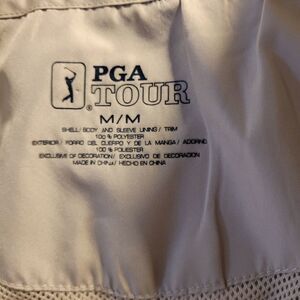 PGA
TOUR
®
M/M
SHELL/ BODY AND SLEEVE LINING/ TRIM
100 % POLYESTER
EXTERIOR/ FORRO DEL CUERPO Y DE LA MANGA/ ADORNO
100 % POLIESTER
EXCLUSIVE OF DECORATION/ EXCLUSIVO DE DECORACION
MADE IN CHINA/ HECHO EN CHINA